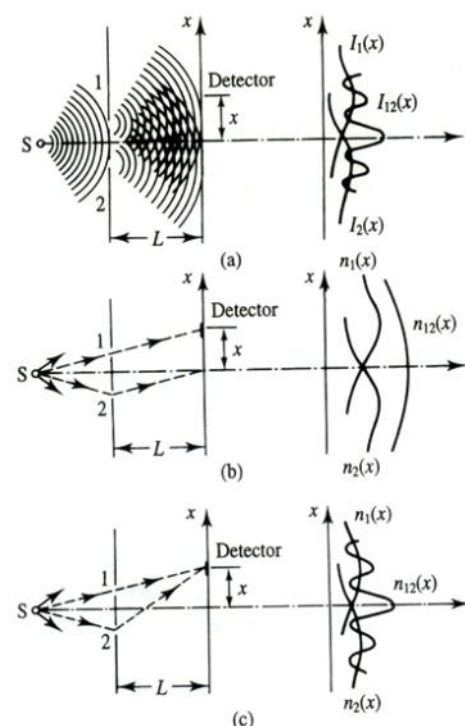 x
I₁(x)
1
Detector
I₁₂(x)
x
S
2
L
I₂(x)
(a)
x
n₁(x)
Detector
n₁₂(x)
1
x
S
2
L
n₂(x)
(b)
x
n₁(x)
Detector
1
x
n₁₂(x)
S
2
L
n₂(x)
(c)